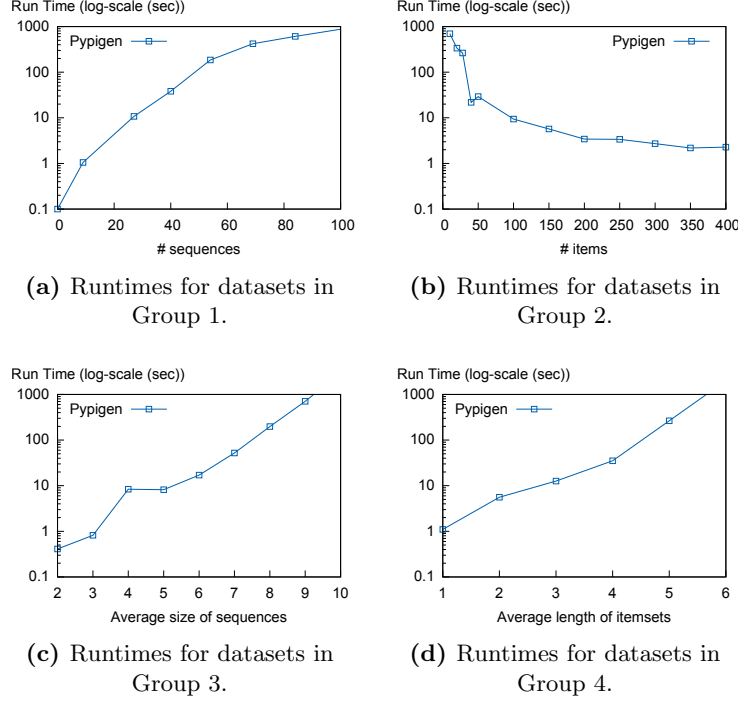 Run Time (log-scale (sec))
1000
100
10
1
0.1
Pypigen
0 20 40 60 80 100
# sequences
(a) Runtimes for datasets in
Group 1.
Run Time (log-scale (sec))
1000
100
10
1
0.1
Pypigen
0 50 100 150 200 250 300 350 400
# items
(b) Runtimes for datasets in
Group 2.
Run Time (log-scale (sec))
1000
100
10
1
0.1
Pypigen
2 3 4 5 6 7 8 9 10
Average size of sequences
(c) Runtimes for datasets in
Group 3.
Run Time (log-scale (sec))
1000
100
10
1
0.1
Pypigen
1 2 3 4 5 6
Average length of itemsets
(d) Runtimes for datasets in
Group 4.